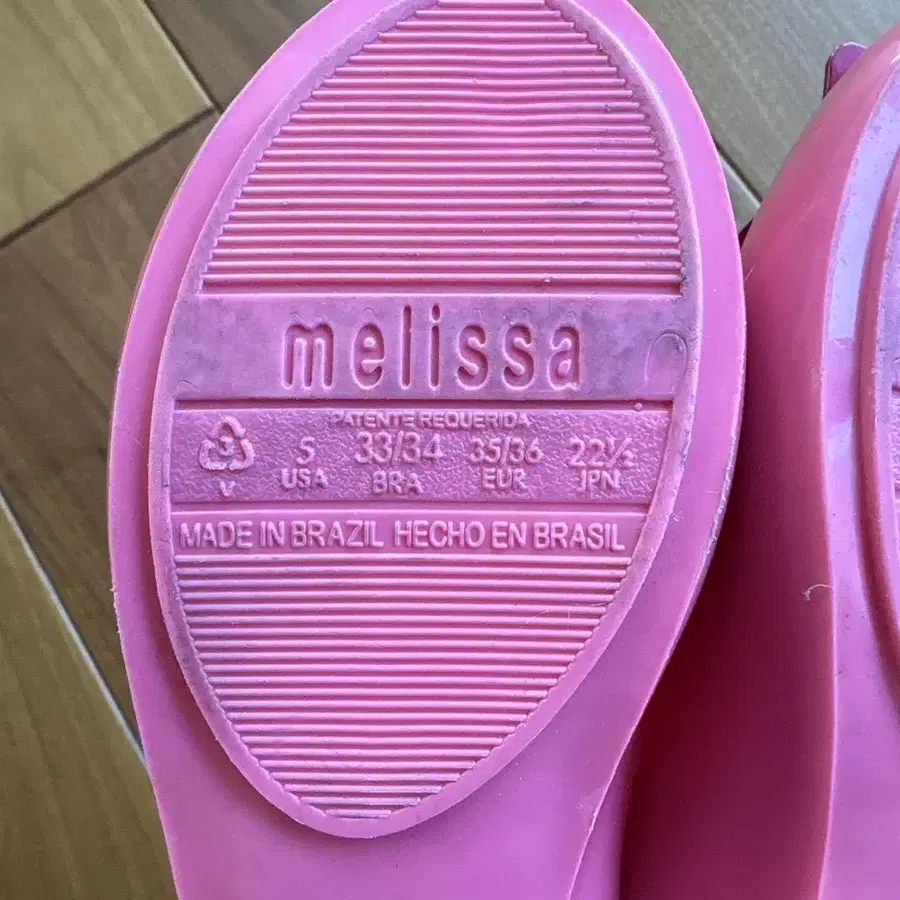 melissa
PATENTE REQUERIDA
3 5 33/34 35/36 22½
V USA BRA EUR JPN
MADE IN BRAZIL HECHO EN BRASIL